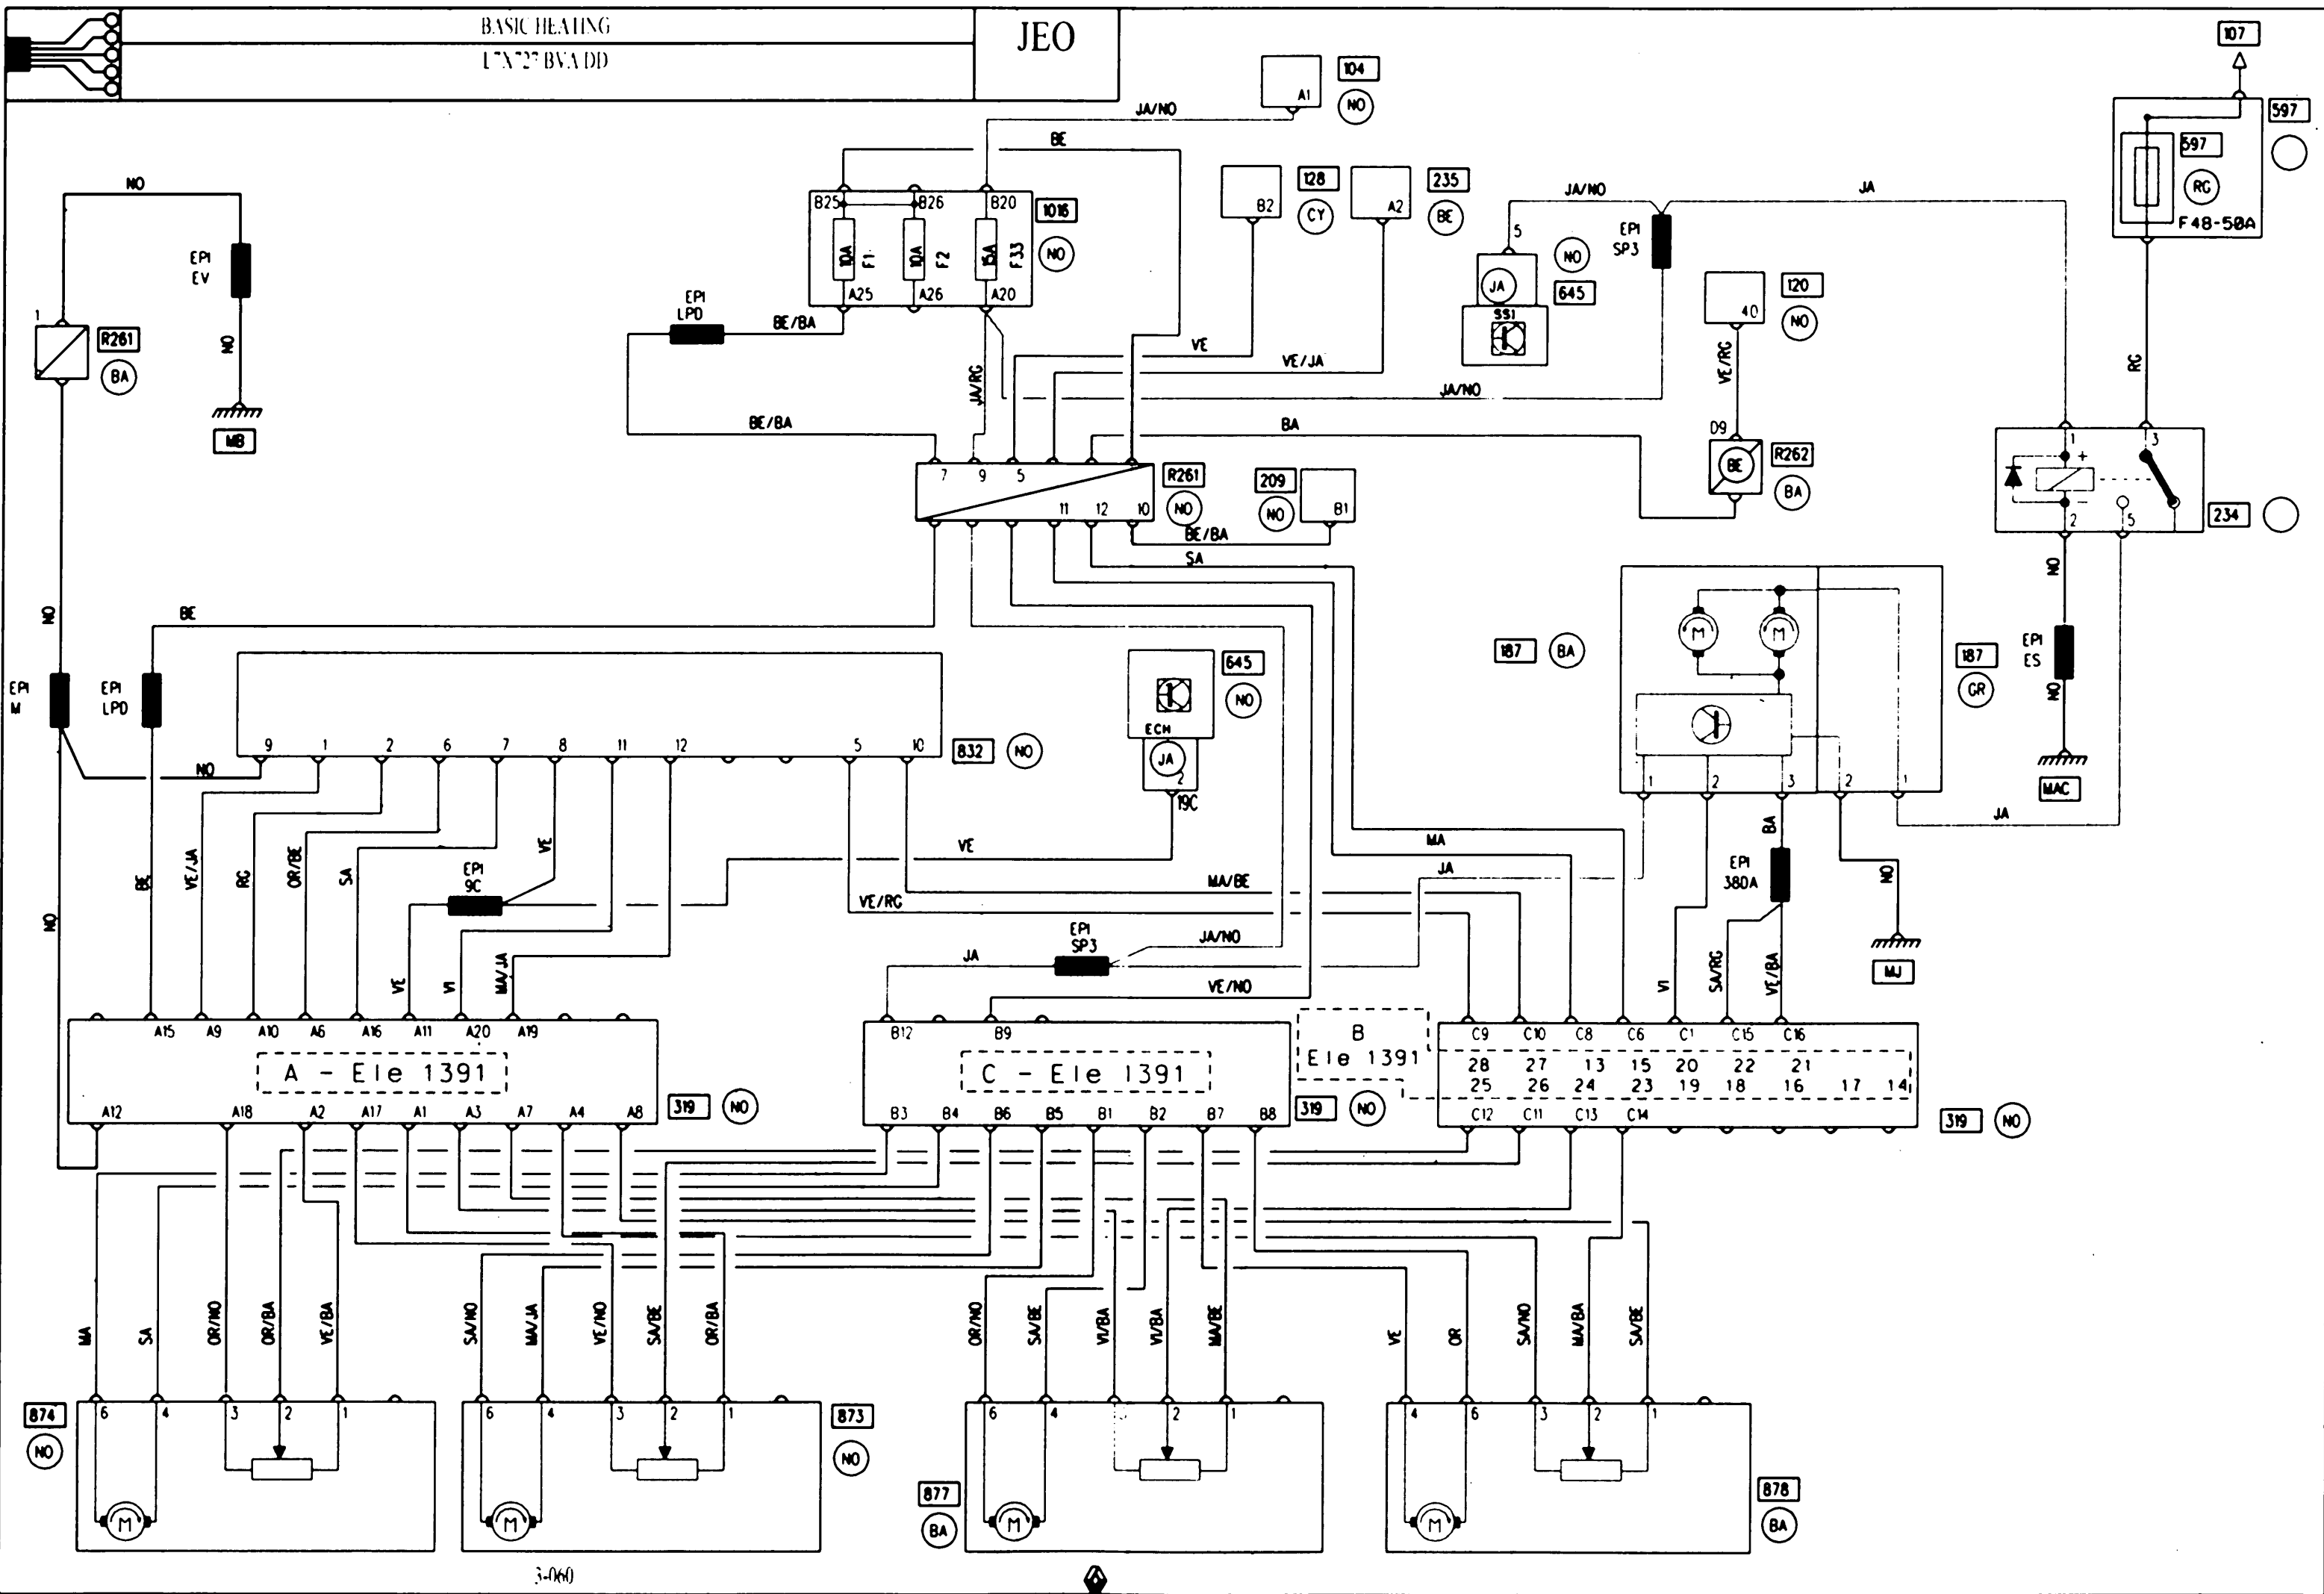 BASIC HEATING
JEO
L7X727 BVA DD
107
104
A1
NO
JA/NO
597
597
RG
F48-50A
BE
NO
128
B2
CY
235
A2
BE
JA/NO
JA
B25
B26
B20
1016
NO
10A
F1
10A
F2
15A
F33
A25
A26
A20
EPI
EV
5
NO
JA
645
SS1
EPI
SP3
120
40
NO
EPI
LPD
BE/BA
1
R261
BA
NO
VE
VE/JA
VE/RG
RG
JA/RG
JA/NO
MB
BE/BA
BA
D9
BE
R262
BA
1
3
+
-
2
5
234
7
9
5
11
12
10
R261
NO
209
NO
B1
BE/BA
SA
NO
NO
BE
EPI
M
EPI
LPD
645
NO
ECH
JA
2
19C
187
BA
M
M
187
GR
EPI
ES
NO
MAC
9
1
2
6
7
8
11
12
5
10
832
NO
NO
1
2
3
2
1
JA
BE
VE/JA
RG
OR/BE
SA
VE
EPI
9C
VE
MA
JA
BA
EPI
380A
NO
MA/BE
VE/RG
NO
VE
VI
MA/JA
JA
EPI
SP3
JA/NO
VE/NO
VI
SA/RG
VE/BA
MJ
A15
A9
A10
A6
A16
A11
A20
A19
B12
B9
B
Ele 1391
C9
C10
C8
C6
C1
C15
C16
A - Ele 1391
C - Ele 1391
28
27
13
15
20
22
21
25
26
24
23
19
18
16
17
14
A12
A18
A2
A17
A1
A3
A7
A4
A8
319
NO
B3
B4
B6
B5
B1
B2
B7
B8
319
NO
C12
C11
C13
C14
319
NO
MA
SA
OR/NO
OR/BA
VE/BA
SA/NO
MA/JA
VE/NO
SA/BE
OR/BA
OR/NO
SA/BE
VI/BA
VI/BA
MA/BE
VE
OR
SA/NO
MA/BA
SA/BE
874
NO
6
4
3
2
1
M
6
4
3
2
1
M
873
NO
877
BA
6
4
3
2
1
M
4
6
3
2
1
M
878
BA
3-060